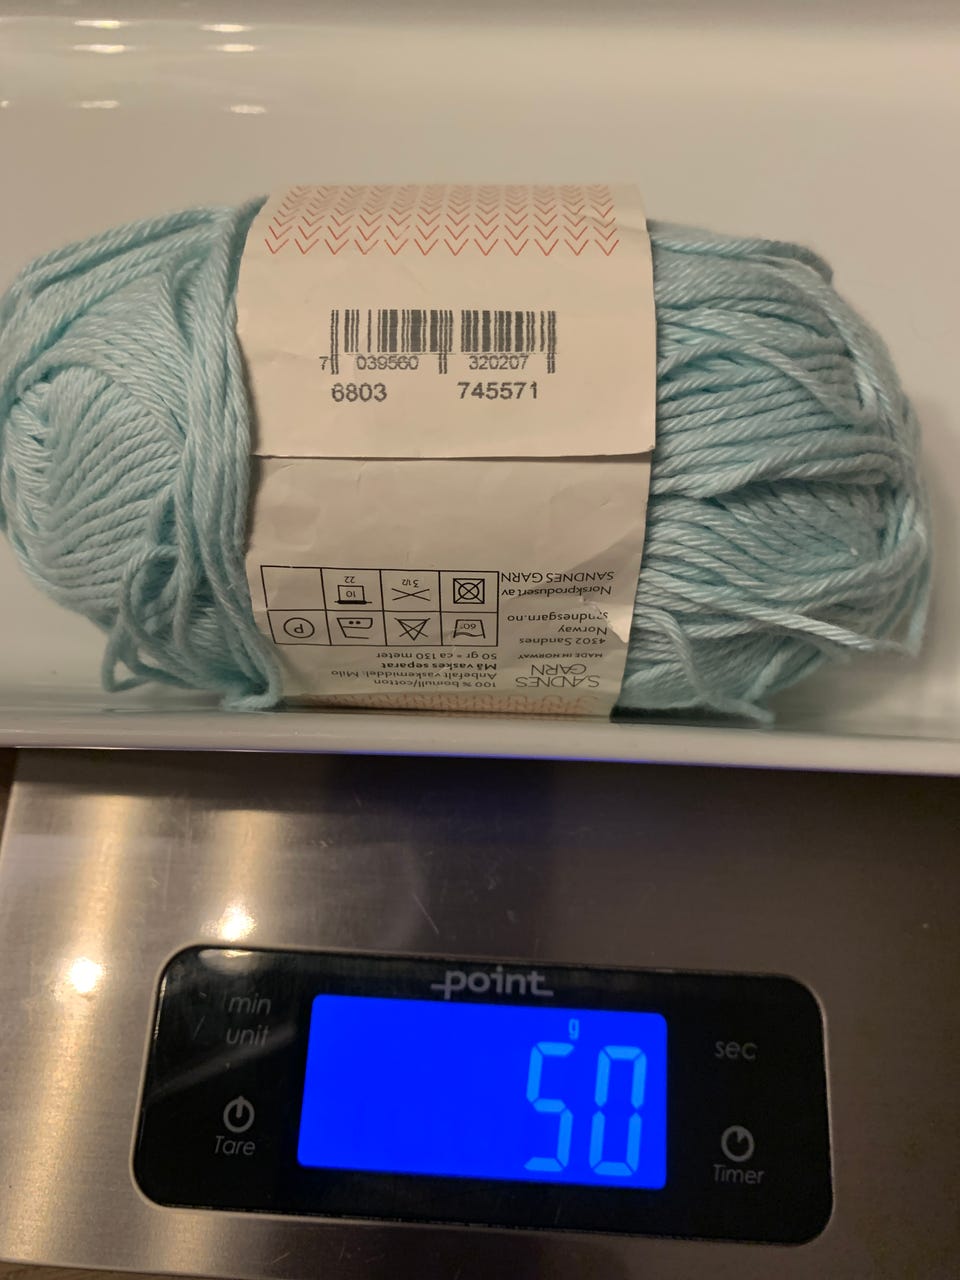 7 039560 320207
6803 745571
SANDNES
GARN
MADE IN NORWAY
4302 Sandnes
Norway
sandnesgarn.no
Norskprodusert av
SANDNES GARN
100 % bomull/cotton
Anbefalt vaskemiddel: Milo
Må vaskes separat
50 gr = ca 130 meter
60°
P
3½
10
22
point
min
unit
sec
g
50
Tare
Timer